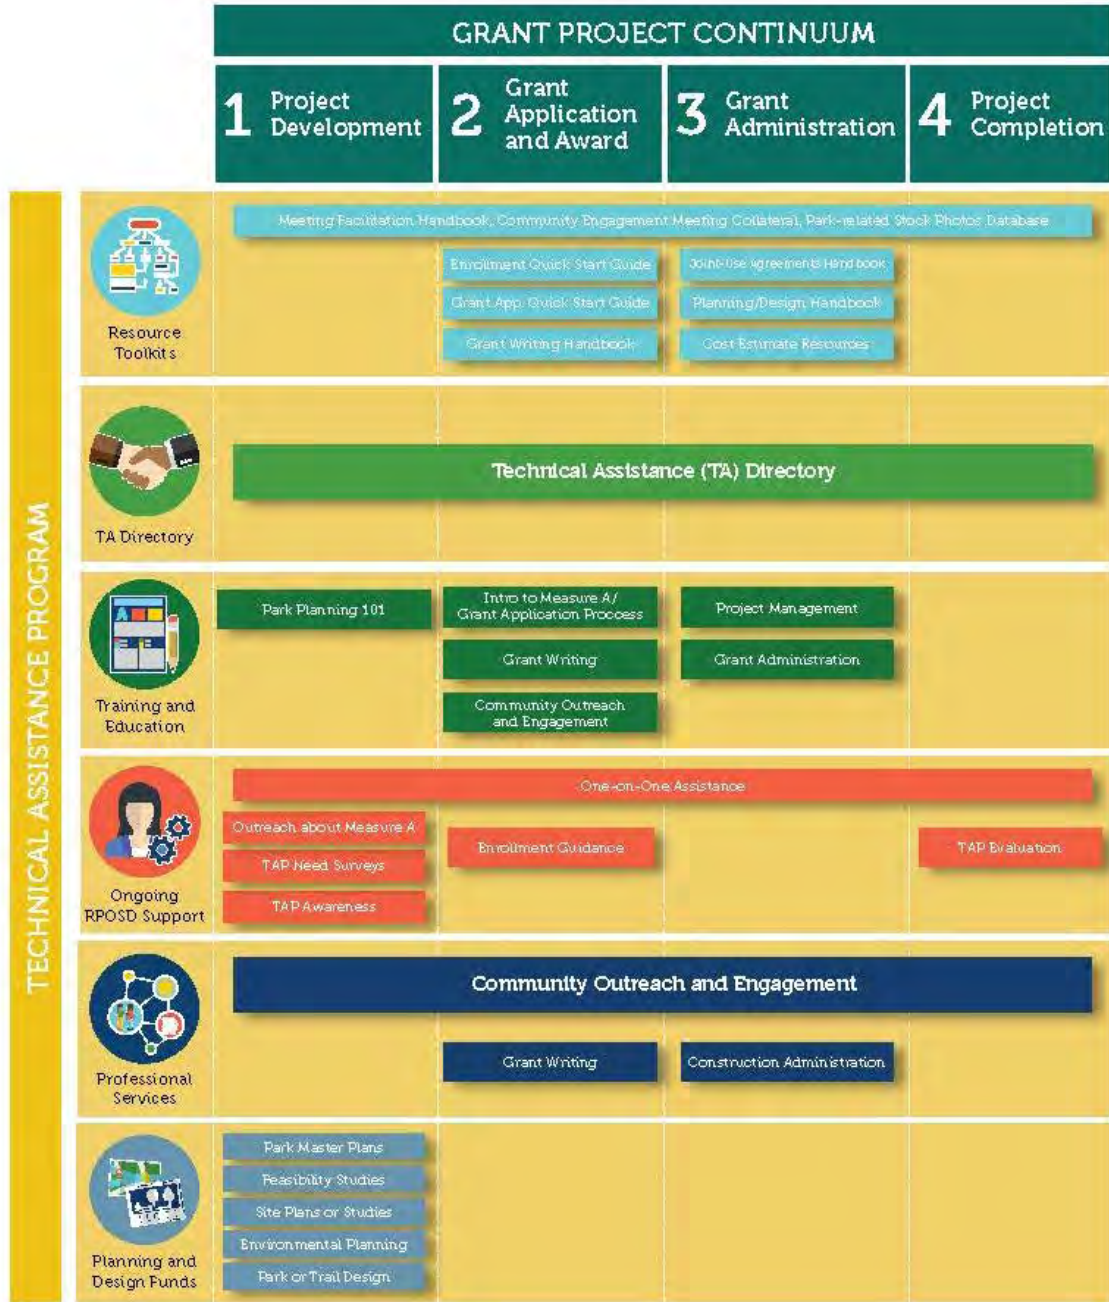 GRANT PROJECT CONTINUUM
1 Project
Development
2 Grant
Application
and Award
3 Grant
Administration
4 Project
Completion
TECHNICAL ASSISTANCE PROGRAM
Resource
Toolkits
Meeting Facilitation Handbook, Community Engagement Meeting Collateral, Park-related Stock Photos Database
Enrollment Quick Start Guide
Grant App. Quick Start Guide
Grant Writing Handbook
Joint-Use Agreements Handbook
Planning/Design Handbook
Cost Estimate Resources
TA Directory
Technical Assistance (TA) Directory
Training and
Education
Park Planning 101
Intro to Measure A/
Grant Application Process
Grant Writing
Community Outreach
and Engagement
Project Management
Grant Administration
Ongoing
RPOSD Support
One-on-One Assistance
Outreach about Measure A
TAP Need Surveys
TAP Awareness
Enrollment Guidance
TAP Evaluation
Professional
Services
Community Outreach and Engagement
Grant Writing
Construction Administration
Planning and
Design Funds
Park Master Plans
Feasibility Studies
Site Plans or Studies
Environmental Planning
Park or Trail Design